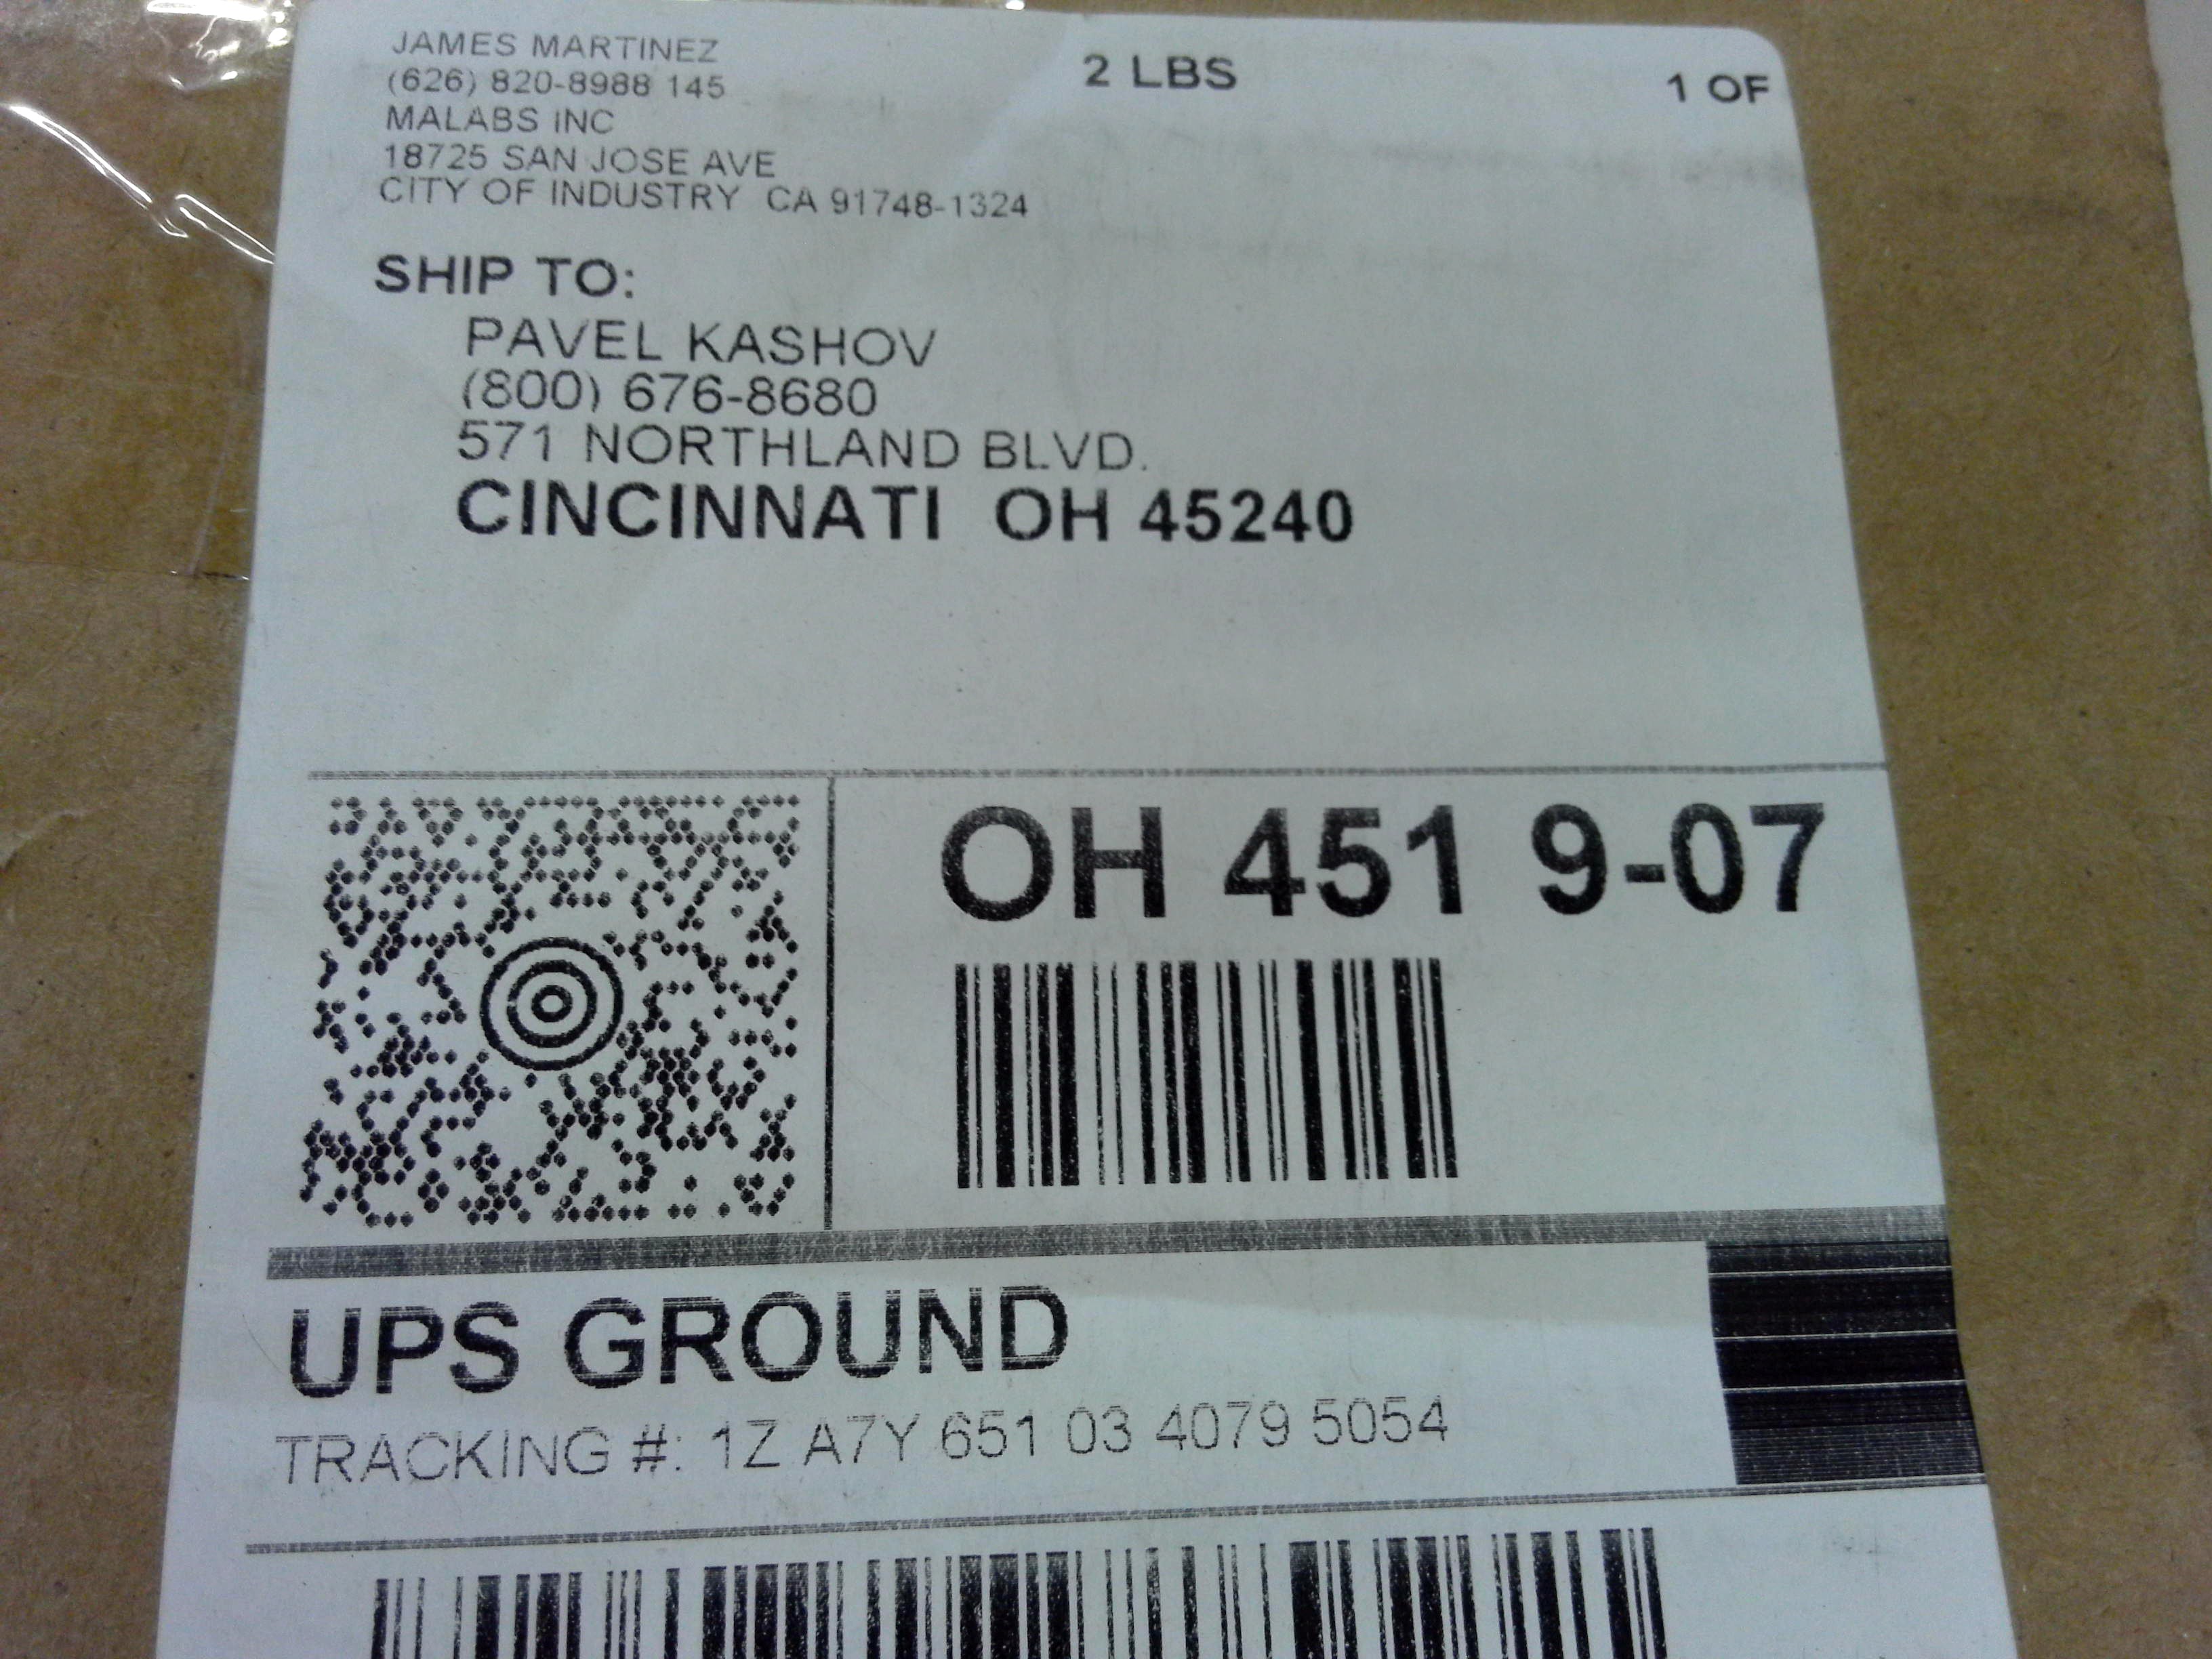 JAMES MARTINEZ
(626) 820-8988 145
MALABS INC
18725 SAN JOSE AVE
CITY OF INDUSTRY CA 91748-1324
2 LBS
1 OF
SHIP TO:
PAVEL KASHOV
(800) 676-8680
571 NORTHLAND BLVD.
CINCINNATI OH 45240
OH 451 9-07
UPS GROUND
TRACKING #: 1Z A7Y 651 03 4079 5054